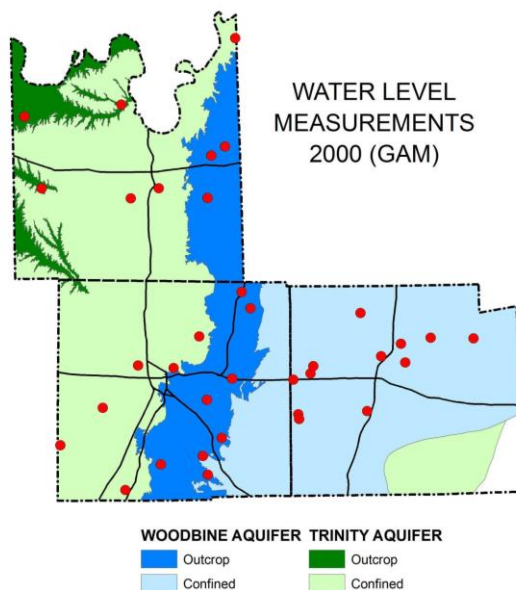 WATER LEVEL
MEASUREMENTS
2000 (GAM)
WOODBINE AQUIFER TRINITY AQUIFER
Outcrop Outcrop
Confined Confined